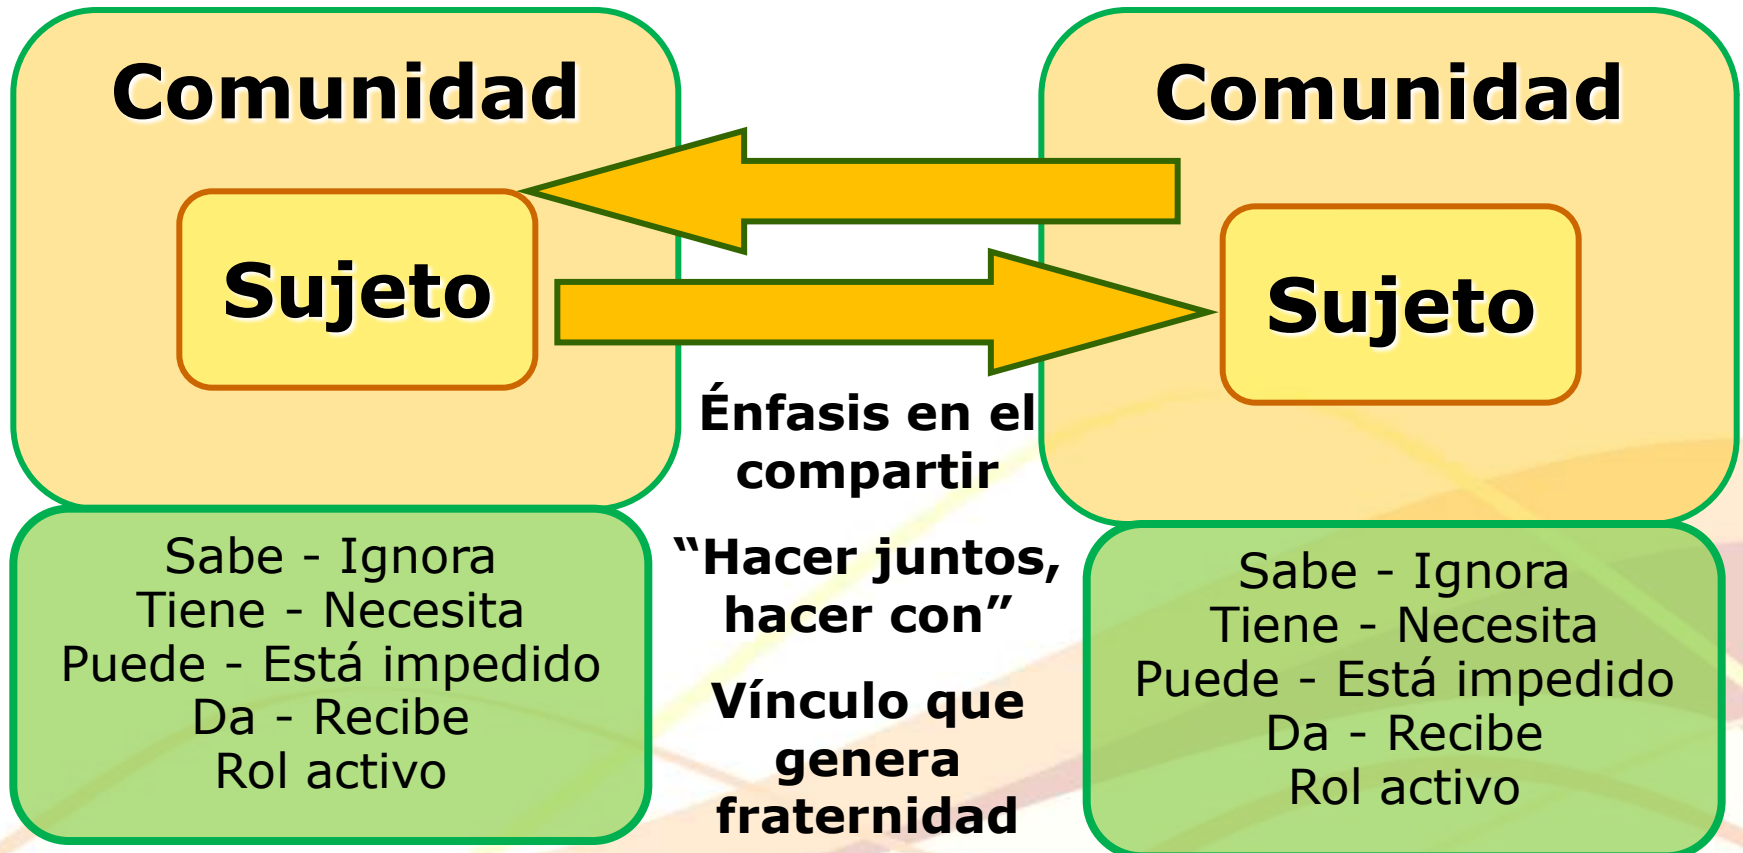 Comunidad
Sujeto
Sabe - Ignora
Tiene - Necesita
Puede - Está impedido
Da - Recibe
Rol activo
Énfasis en el
compartir
“Hacer juntos,
hacer con”
Vínculo que
genera
fraternidad
Comunidad
Sujeto
Sabe - Ignora
Tiene - Necesita
Puede - Está impedido
Da - Recibe
Rol activo